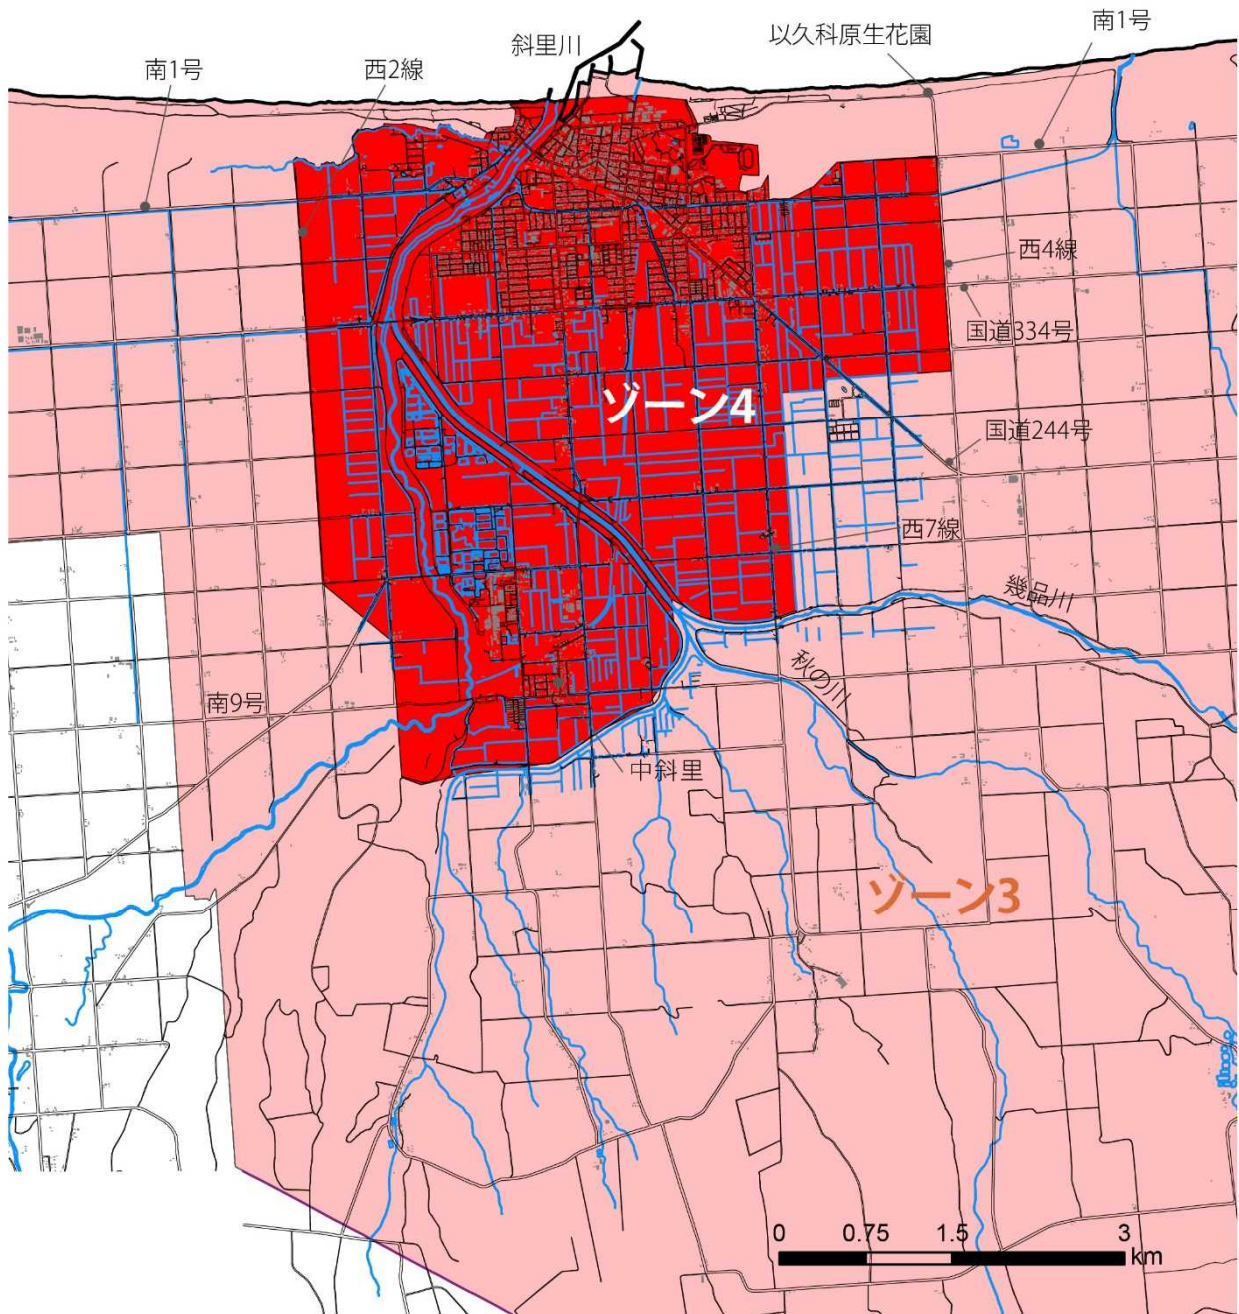 南1号
斜里川
以久科原生花園
南1号
西2線
西4線
国道334号
ゾーン4
国道244号
西7線
幾品川
秋の川
南9号
中斜里
ゾーン3
0 0.75 1.5 3
km